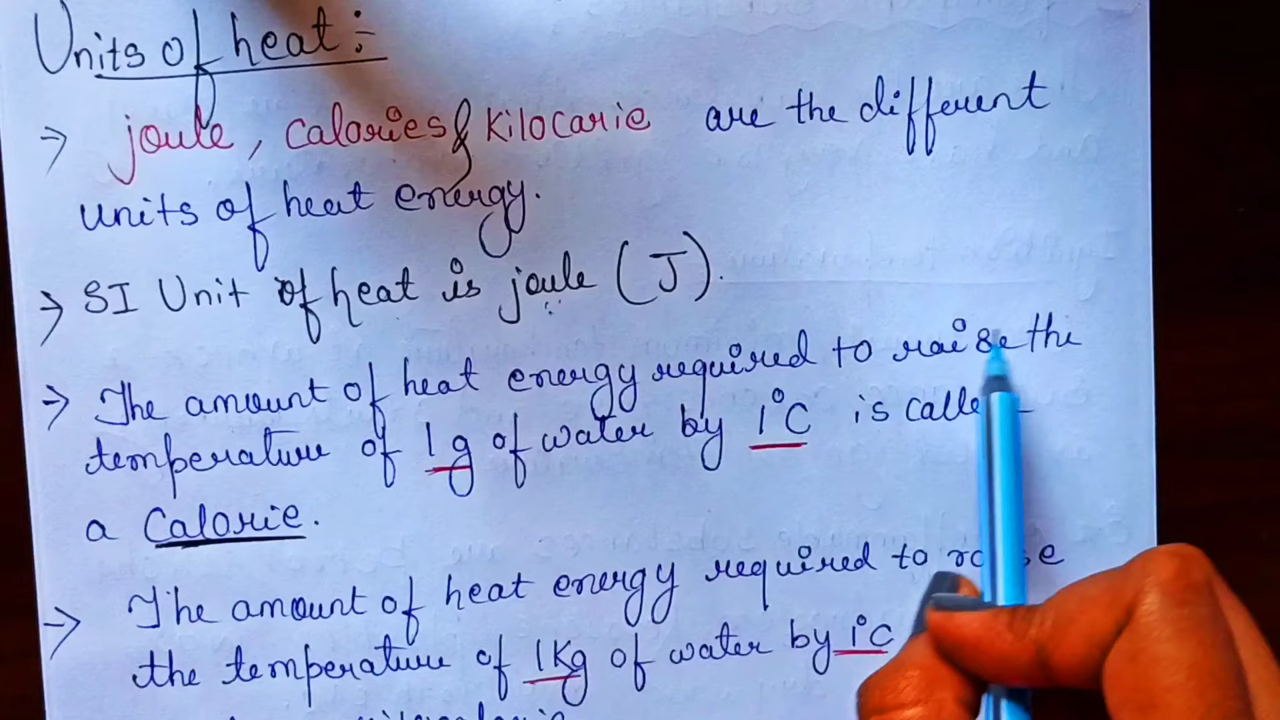 Units of heat :-
→ joule, Calories & Kilocarie are the different
units of heat energy.
→ SI Unit of heat is joule (J).
→ The amount of heat energy required to raise the
temperature of 1g of water by 1°C is calle
a Calorie.
→ The amount of heat energy required to
the temperature of 1Kg of water by 1°C